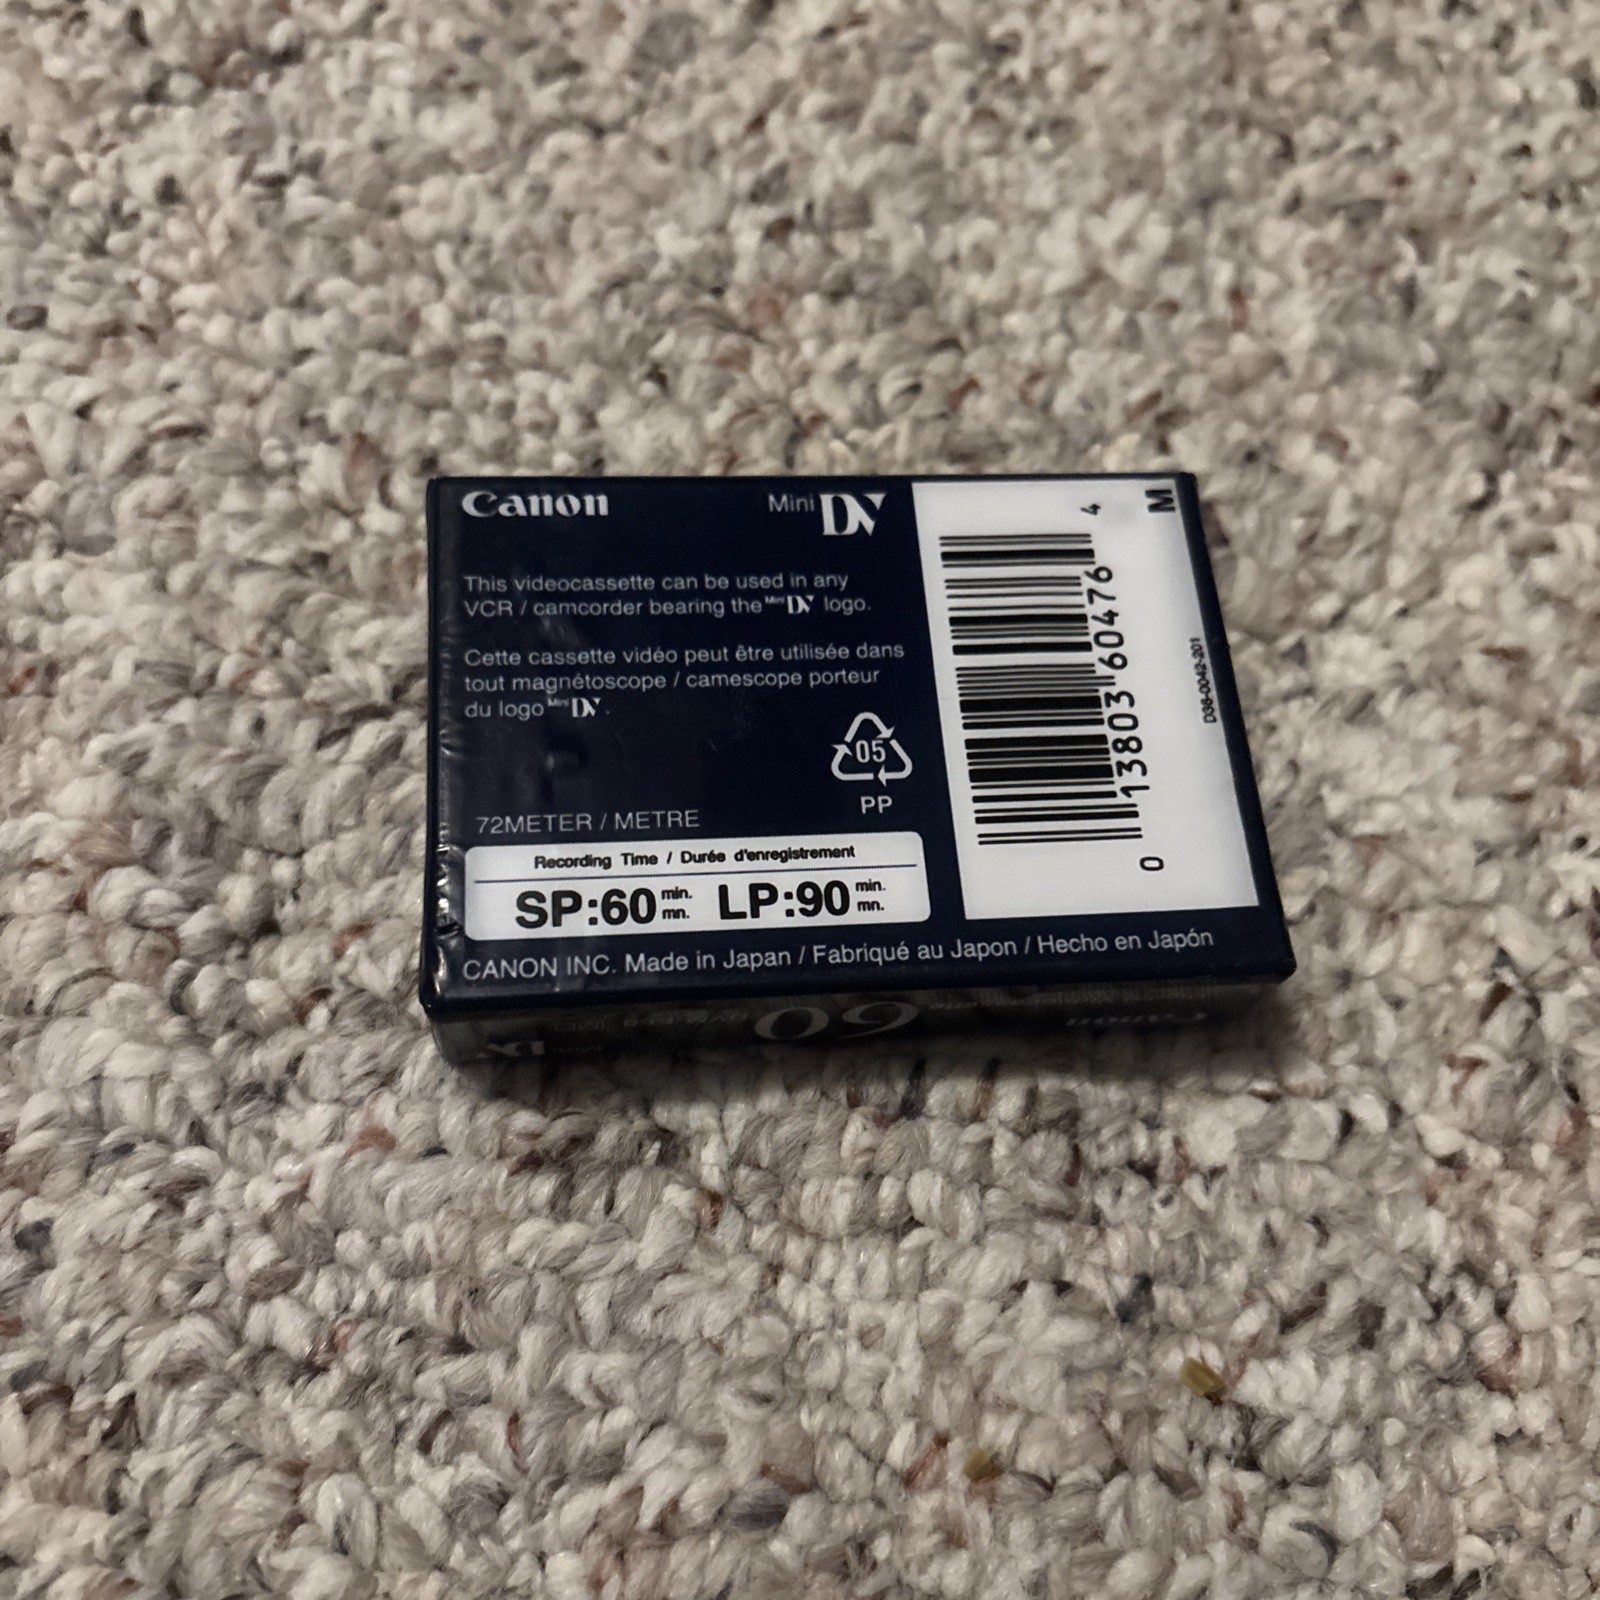 Canon
Mini DV
This videocassette can be used in any
VCR / camcorder bearing the Mini DV logo.
Cette cassette vidéo peut être utilisée dans
tout magnétoscope / camescope porteur
du logo Mini DV.
05
PP
72METER / METRE
Recording Time / Durée d'enregistrement
SP:60 min. mn. LP:90 min. mn.
CANON INC. Made in Japan / Fabriqué au Japon / Hecho en Japón
0 13803 60476 4
M
D36-0042-201
60
Canon